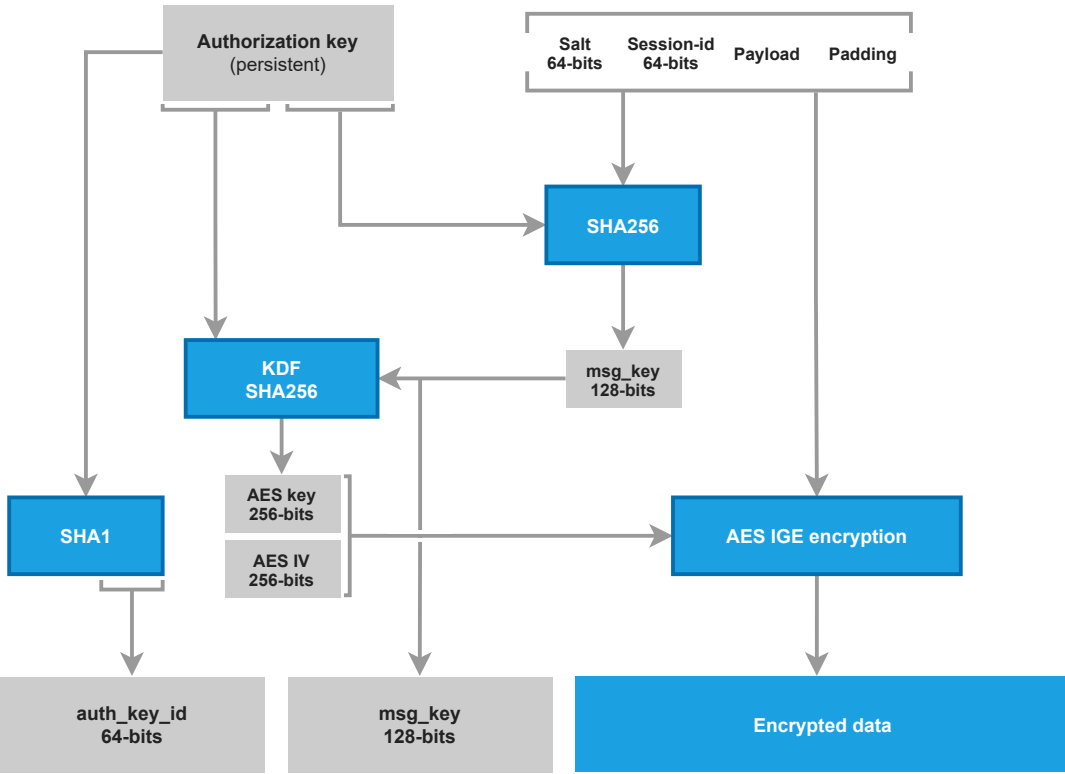 Authorization key
(persistent)
Salt
64-bits
Session-id
64-bits
Payload
Padding
SHA256
KDF
SHA256
msg_key
128-bits
AES key
256-bits
SHA1
AES IGE encryption
AES IV
256-bits
auth_key_id
64-bits
msg_key
128-bits
Encrypted data